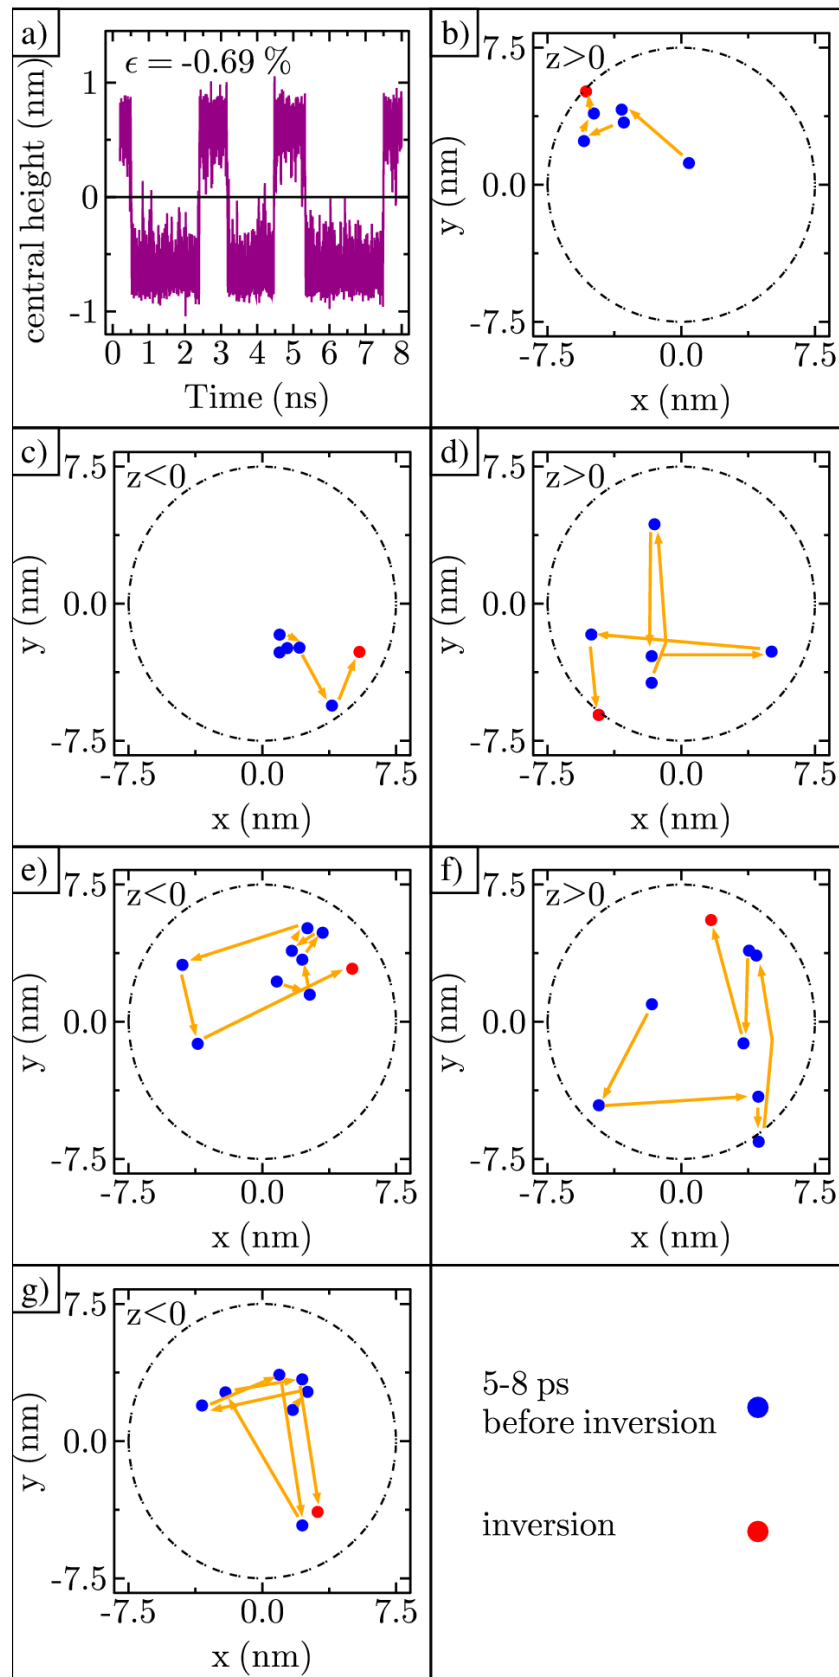 a)
ϵ = -0.69 %
central height (nm)
1
0
-1
0 1 2 3 4 5 6 7 8
Time (ns)
b)
z>0
y (nm)
7.5
0.0
-7.5
-7.5 0.0 7.5
x (nm)
c)
z<0
y (nm)
7.5
0.0
-7.5
-7.5 0.0 7.5
x (nm)
d)
z>0
y (nm)
7.5
0.0
-7.5
-7.5 0.0 7.5
x (nm)
e)
z<0
y (nm)
7.5
0.0
-7.5
-7.5 0.0 7.5
x (nm)
f)
z>0
y (nm)
7.5
0.0
-7.5
-7.5 0.0 7.5
x (nm)
g)
z<0
y (nm)
7.5
0.0
-7.5
-7.5 0.0 7.5
x (nm)
5-8 ps
before inversion
inversion